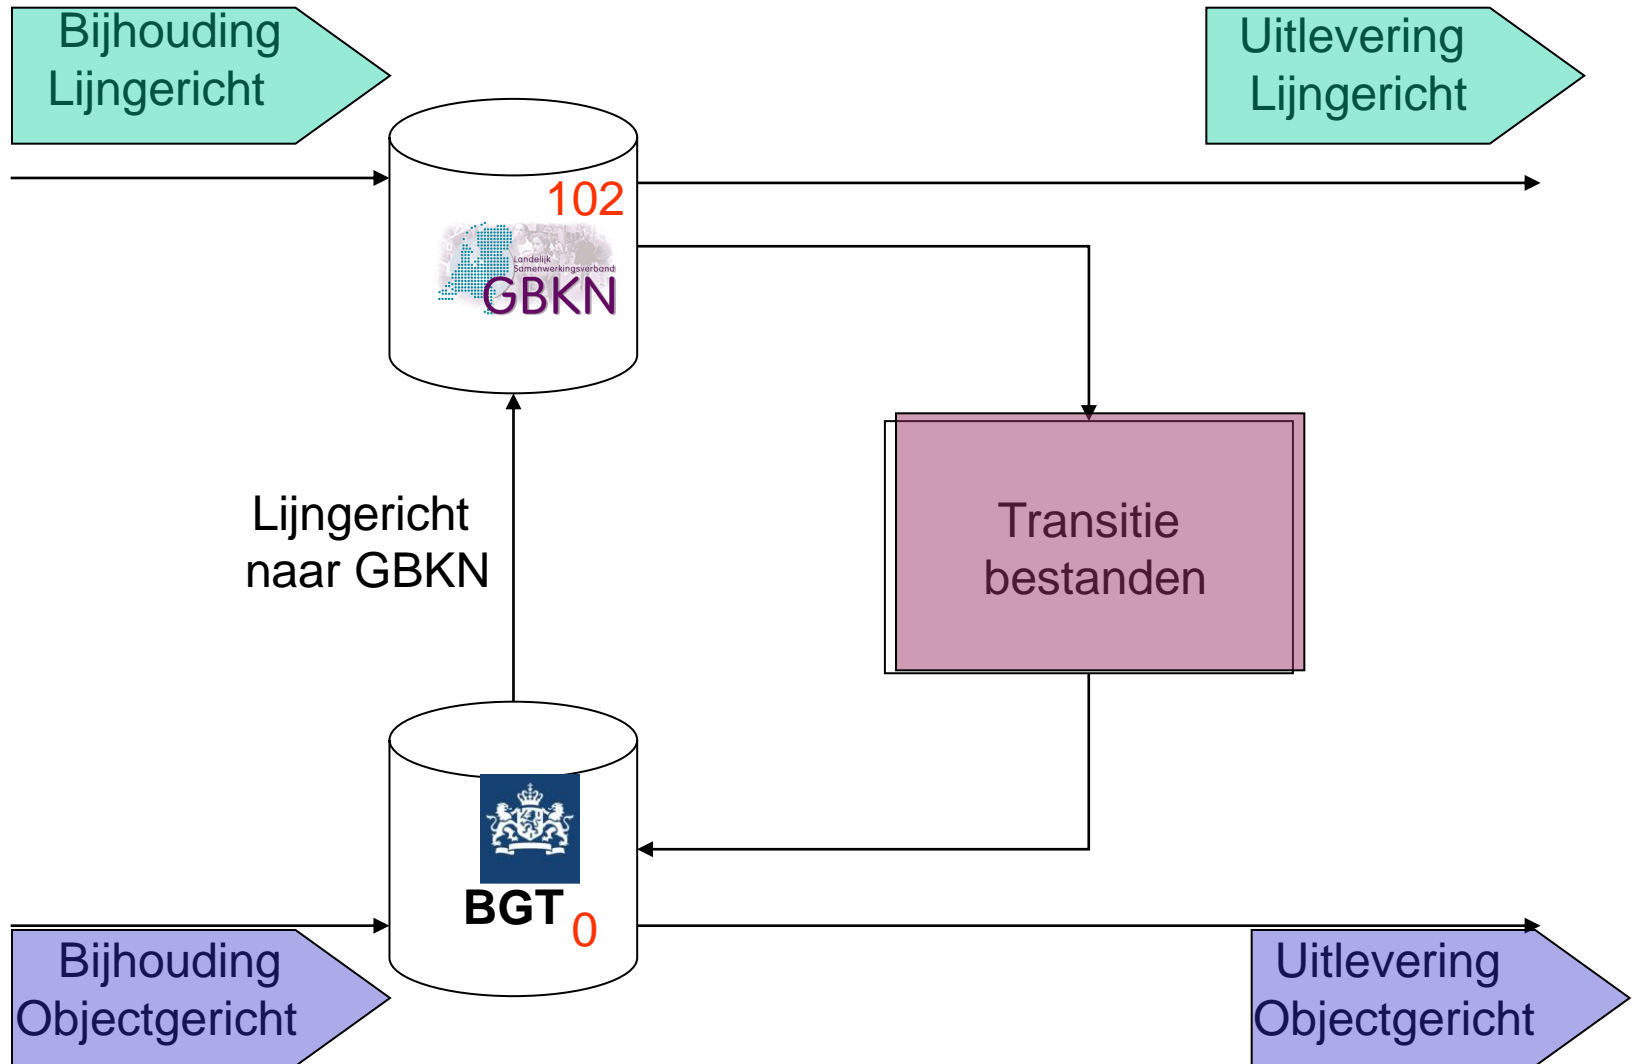 Bijhouding
Lijngericht
Uitlevering
Lijngericht
102
Landelijk
Samenwerkingsverband
GBKN
Lijngericht
naar GBKN
Transitie
bestanden
BGT
0
Bijhouding
Objectgericht
Uitlevering
Objectgericht